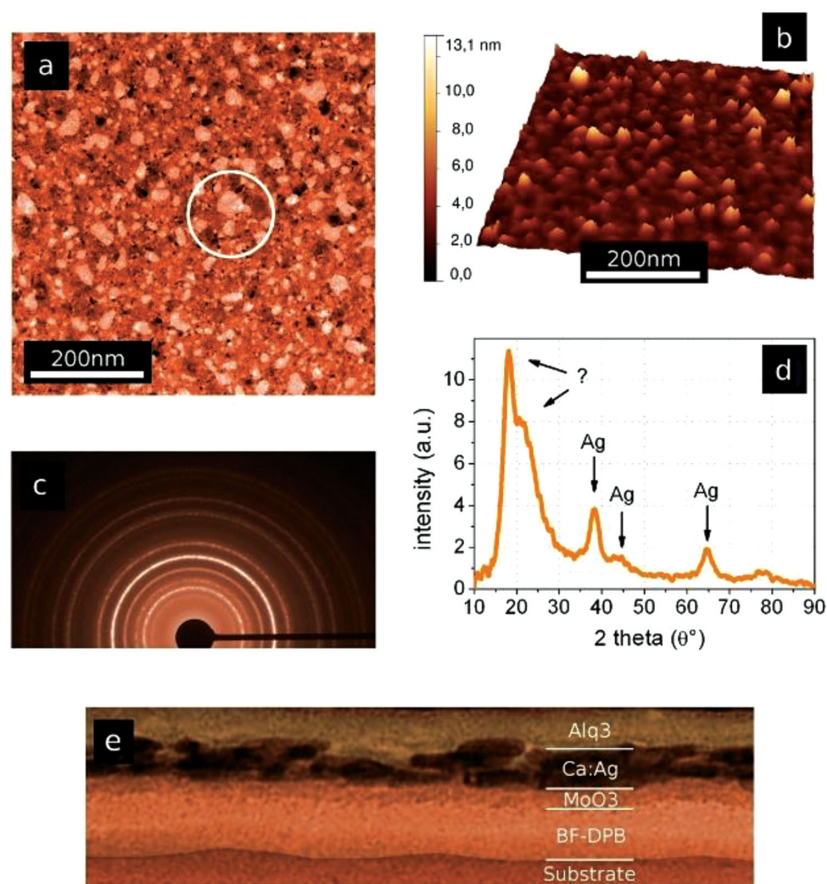 a
200nm
b
13,1 nm
10,0
8,0
6,0
4,0
2,0
0,0
200nm
c
d
?
Ag
Ag
Ag
10
8
6
4
2
0
intensity (a.u.)
10 20 30 40 50 60 70 80 90
2 theta (θ°)
e
Alq3
Ca:Ag
MoO3
BF-DPB
Substrate